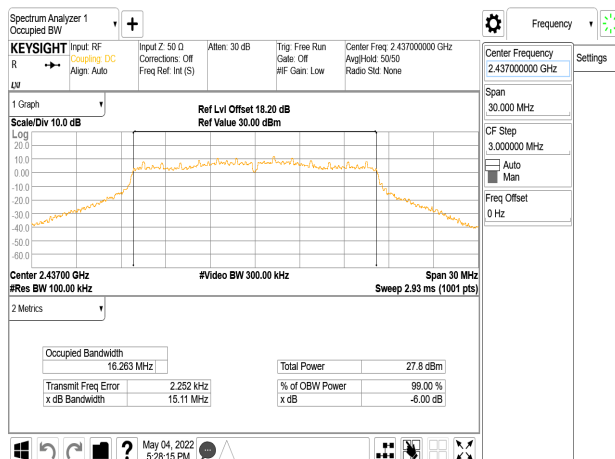 Spectrum Analyzer 1
Occupied BW
Frequency
KEYSIGHT
R
Input: RF
Coupling: DC
Align: Auto
Input Z: 50 Ω
Corrections: Off
Freq Ref: Int (S)
Atten: 30 dB
Trig: Free Run
Gate: Off
#IF Gain: Low
Center Freq: 2.437000000 GHz
Avg|Hold: 50/50
Radio Std: None
Center Frequency
2.437000000 GHz
Settings
Span
30.000 MHz
CF Step
3.000000 MHz
Auto
Man
Freq Offset
0 Hz
1 Graph
Scale/Div 10.0 dB
Ref Lvl Offset 18.20 dB
Ref Value 30.00 dBm
Log
20.0
10.0
0.00
-10.0
-20.0
-30.0
-40.0
-50.0
-60.0
Center 2.43700 GHz
#Video BW 300.00 kHz
Span 30 MHz
#Res BW 100.00 kHz
Sweep 2.93 ms (1001 pts)
2 Metrics
Occupied Bandwidth
16.263 MHz
Total Power 27.8 dBm
Transmit Freq Error 2.252 kHz
% of OBW Power 99.00 %
x dB Bandwidth 15.11 MHz
x dB -6.00 dB
?
May 04, 2022
5:28:15 PM